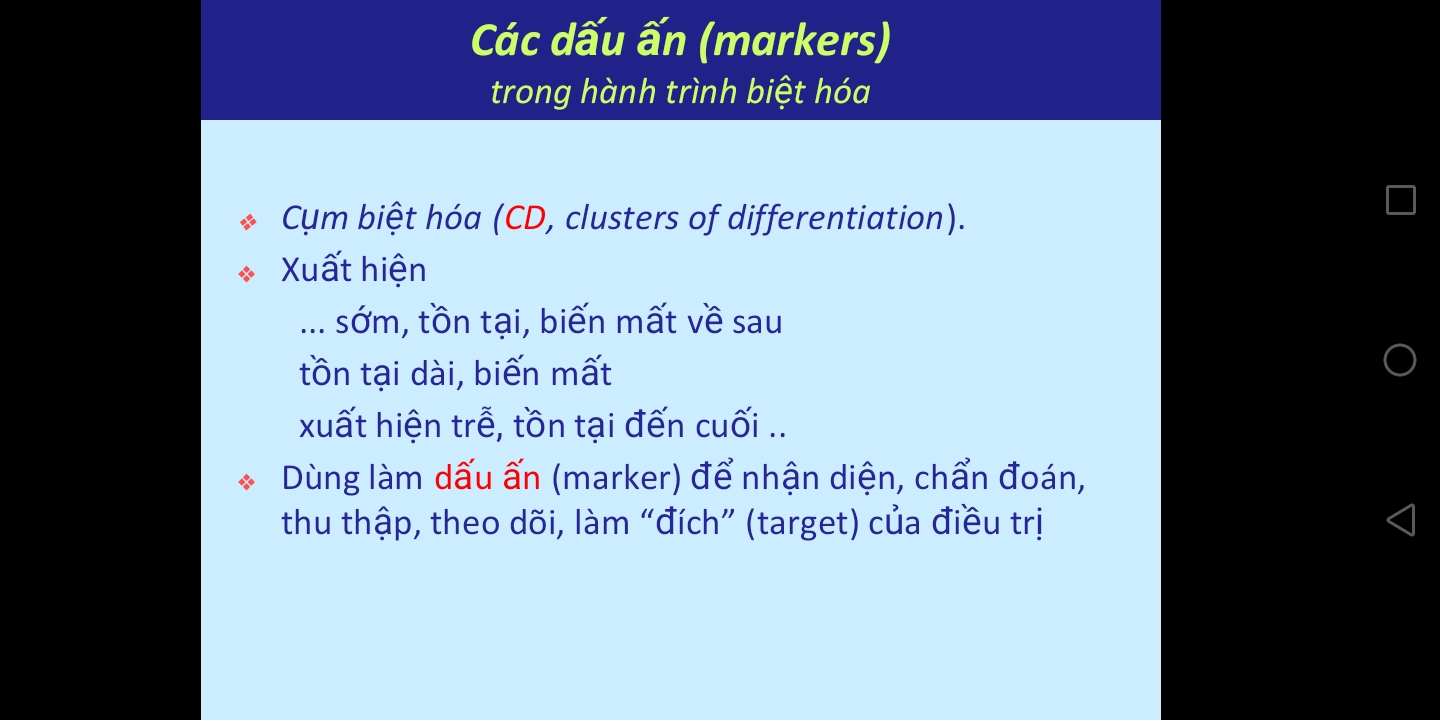 Các dấu ấn (markers)
trong hành trình biệt hóa
❖ Cụm biệt hóa (CD, clusters of differentiation).
❖ Xuất hiện
... sớm, tồn tại, biến mất về sau
tồn tại dài, biến mất
xuất hiện trễ, tồn tại đến cuối ..
❖ Dùng làm dấu ấn (marker) để nhận diện, chẩn đoán,
thu thập, theo dõi, làm “đích” (target) của điều trị